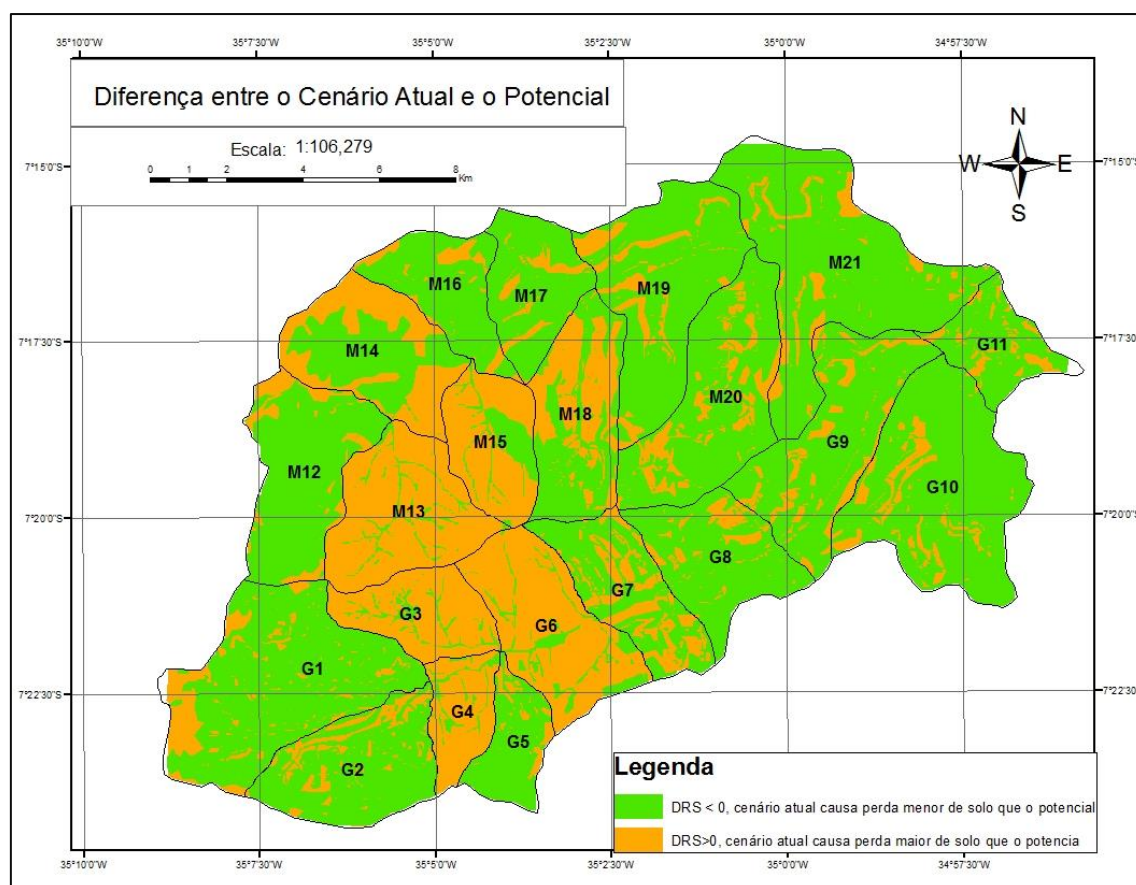 35°10'0"W 35°7'30"W 35°5'0"W 35°2'30"W 35°0'0"W 34°57'30"W
Diferença entre o Cenário Atual e o Potencial
Escala: 1:106,279
0 1 2 4 6 8
Km
N
W E
S
7°15'0"S 7°15'0"S
M21
M16
M17
M19
7°17'30"S 7°17'30"S
M14
G11
M20
M18
M15
G9
M12
G10
7°20'0"S 7°20'0"S
M13
G8
G7
G3
G6
G1
7°22'30"S 7°22'30"S
G4
G5
G2
Legenda
DRS < 0, cenário atual causa perda menor de solo que o potencial
DRS>0, cenário atual causa perda maior de solo que o potencia
35°10'0"W 35°7'30"W 35°5'0"W 35°2'30"W 35°0'0"W 34°57'30"W